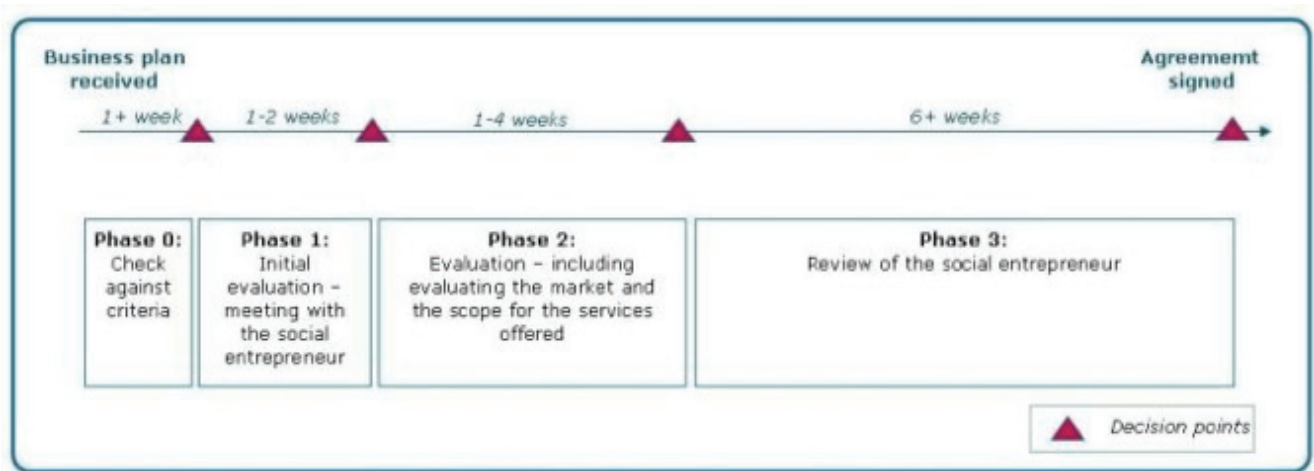 Business plan
received
Agreememt
signed
1+ week
1-2 weeks
1-4 weeks
6+ weeks
Phase 0:
Check
against
criteria
Phase 1:
Initial
evaluation –
meeting with
the social
entrepreneur
Phase 2:
Evaluation – including
evaluating the market and
the scope for the services
offered
Phase 3:
Review of the social entrepreneur
Decision points